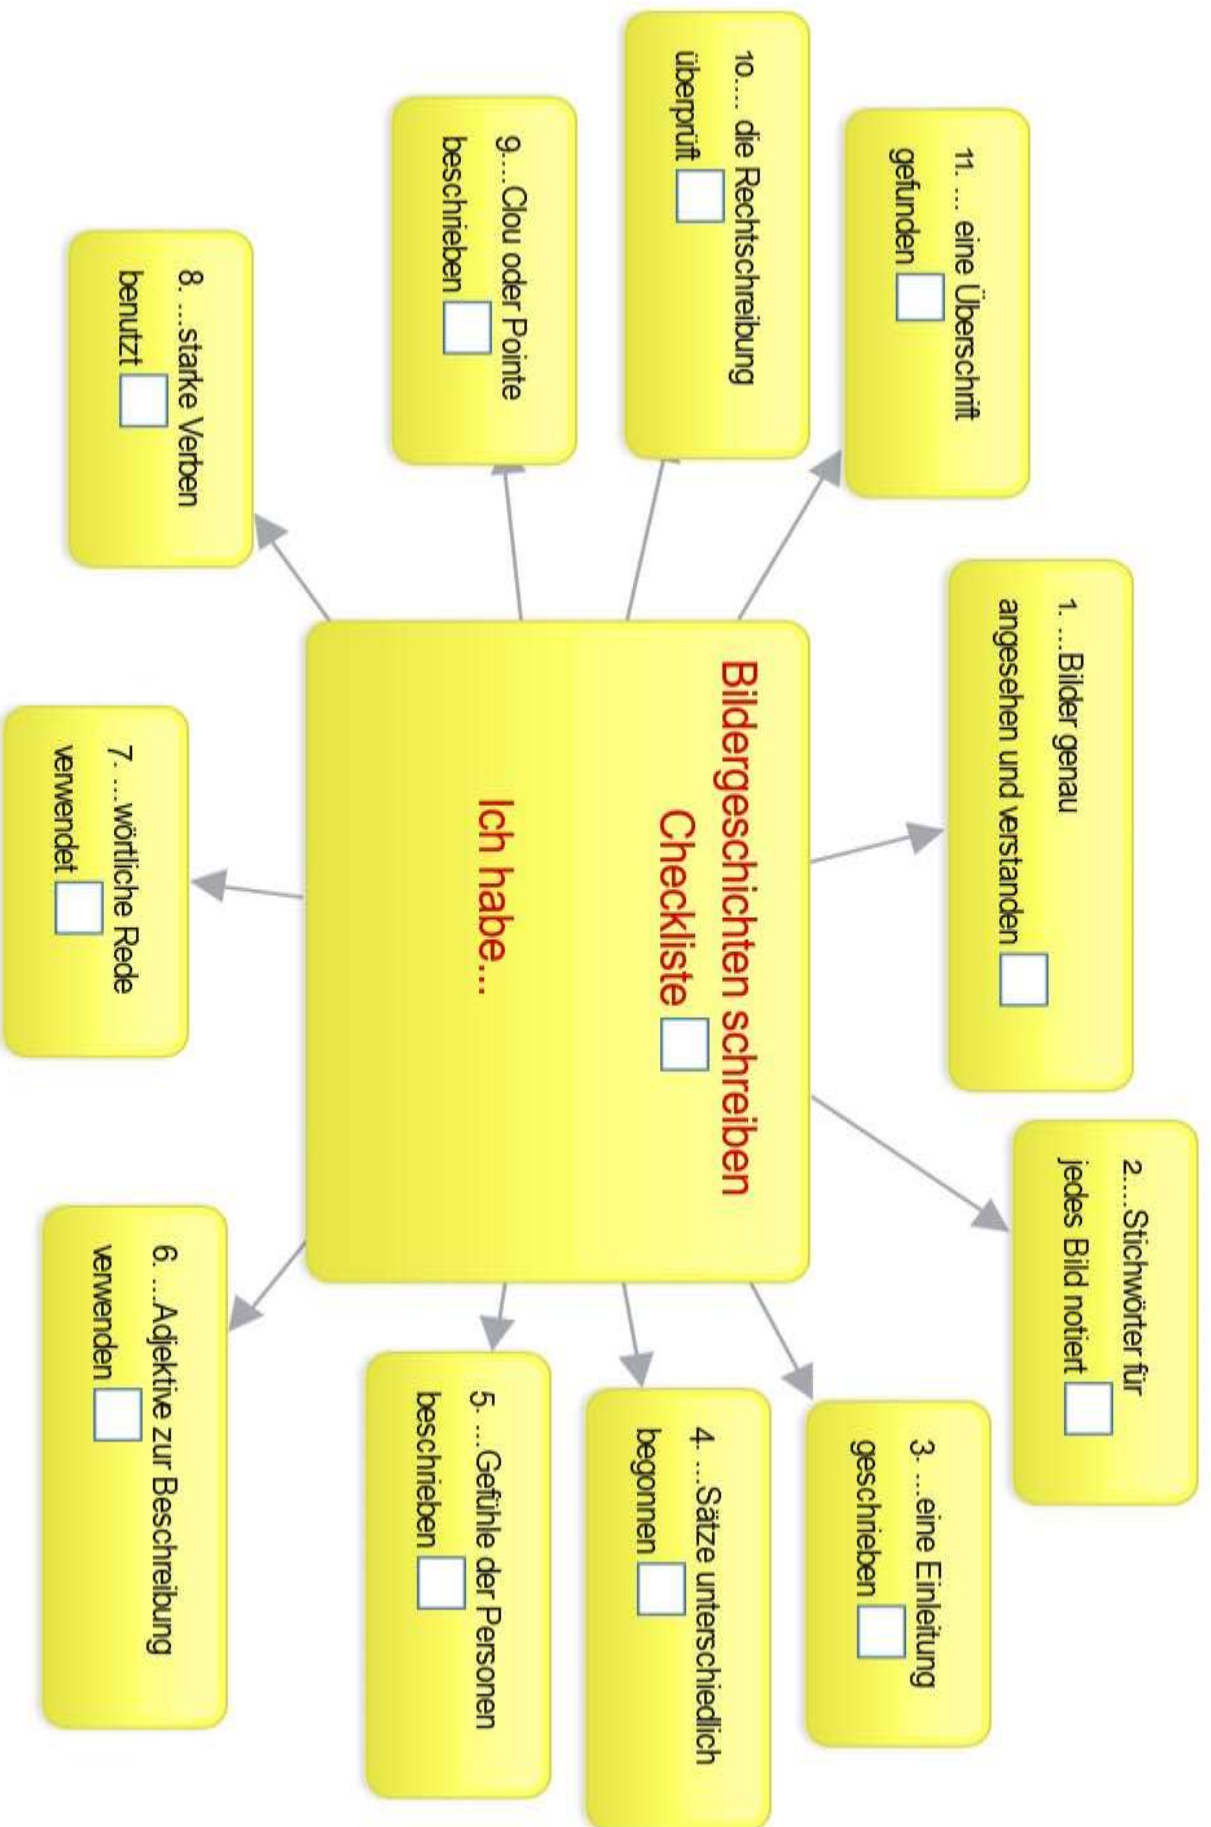 Bildergeschichten schreiben
Checkliste
Ich habe...
1. ...Bilder genau
angesehen und verstanden
2....Stichwörter für
jedes Bild notiert
3. ...eine Einleitung
geschrieben
4. ...Sätze unterschiedlich
begonnen
5. ...Gefühle der Personen
beschrieben
6. ...Adjektive zur Beschreibung
verwenden
7. ...wörtliche Rede
verwendet
8. ...starke Verben
benutzt
9....Clou oder Pointe
beschrieben
10.... die Rechtschreibung
überprüft
11. ... eine Überschrift
gefunden